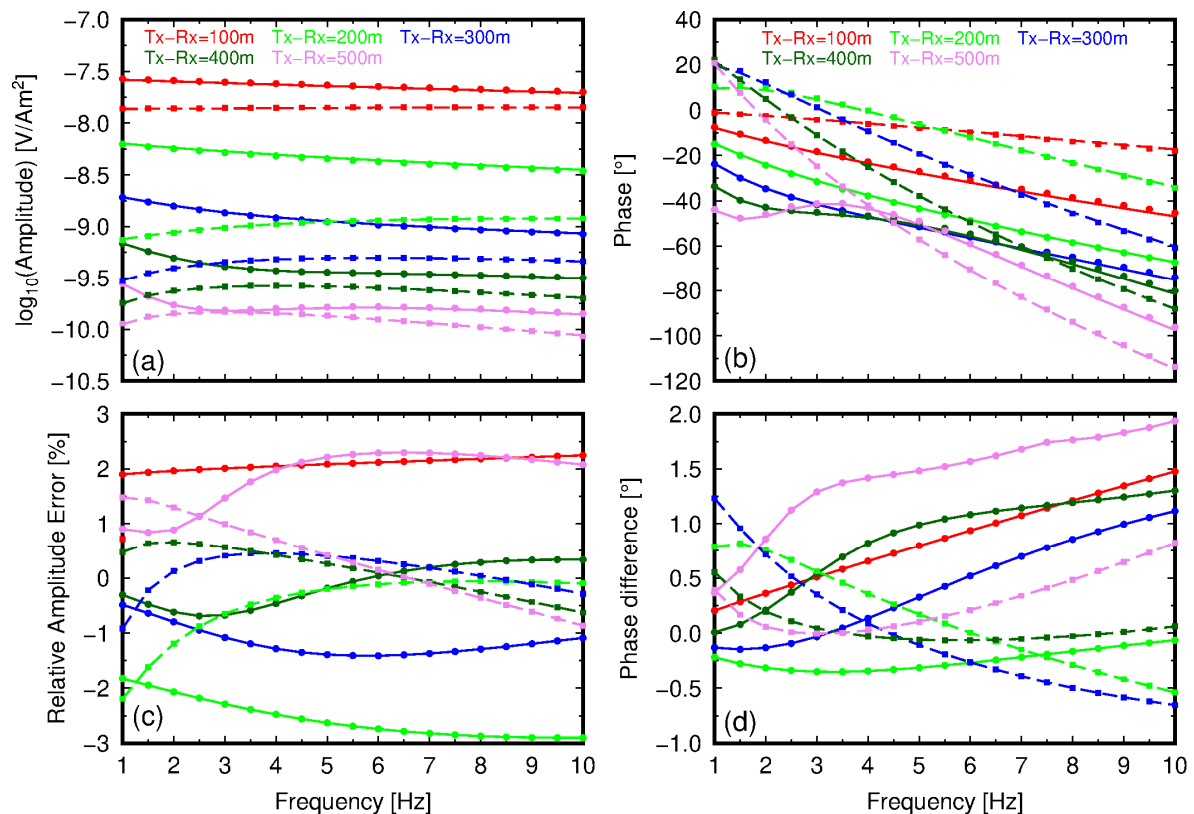 −7.0
−7.5
−8.0
−8.5
−9.0
−9.5
−10.0
−10.5
log10(Amplitude) [V/Am²]
Tx−Rx=100m Tx−Rx=200m Tx−Rx=300m
Tx−Rx=400m Tx−Rx=500m
(a)
40
20
0
−20
−40
−60
−80
−100
−120
Phase [°]
Tx−Rx=100m Tx−Rx=200m Tx−Rx=300m
Tx−Rx=400m Tx−Rx=500m
(b)
3
2
1
0
−1
−2
−3
Relative Amplitude Error [%]
(c)
1 2 3 4 5 6 7 8 9 10
Frequency [Hz]
2.0
1.5
1.0
0.5
0.0
−0.5
−1.0
Phase difference [°]
(d)
1 2 3 4 5 6 7 8 9 10
Frequency [Hz]